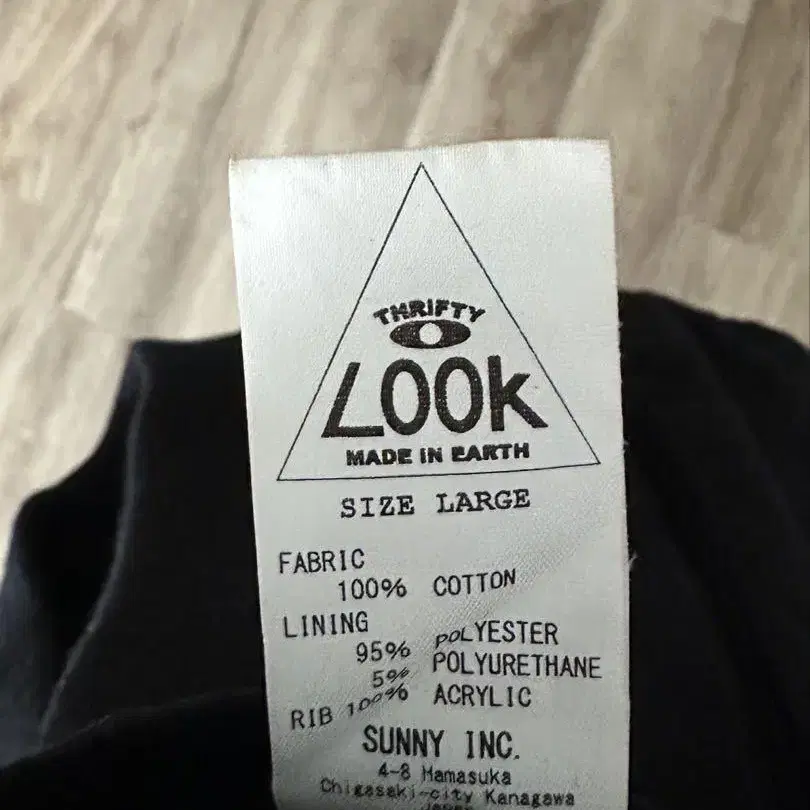 THRIFTY
LOOK
MADE IN EARTH
SIZE LARGE
FABRIC
100% COTTON
LINING
95% POLYESTER
5% POLYURETHANE
RIB 100% ACRYLIC
SUNNY INC.
4-8 Hamasuka
Chigasaki-city Kanagawa